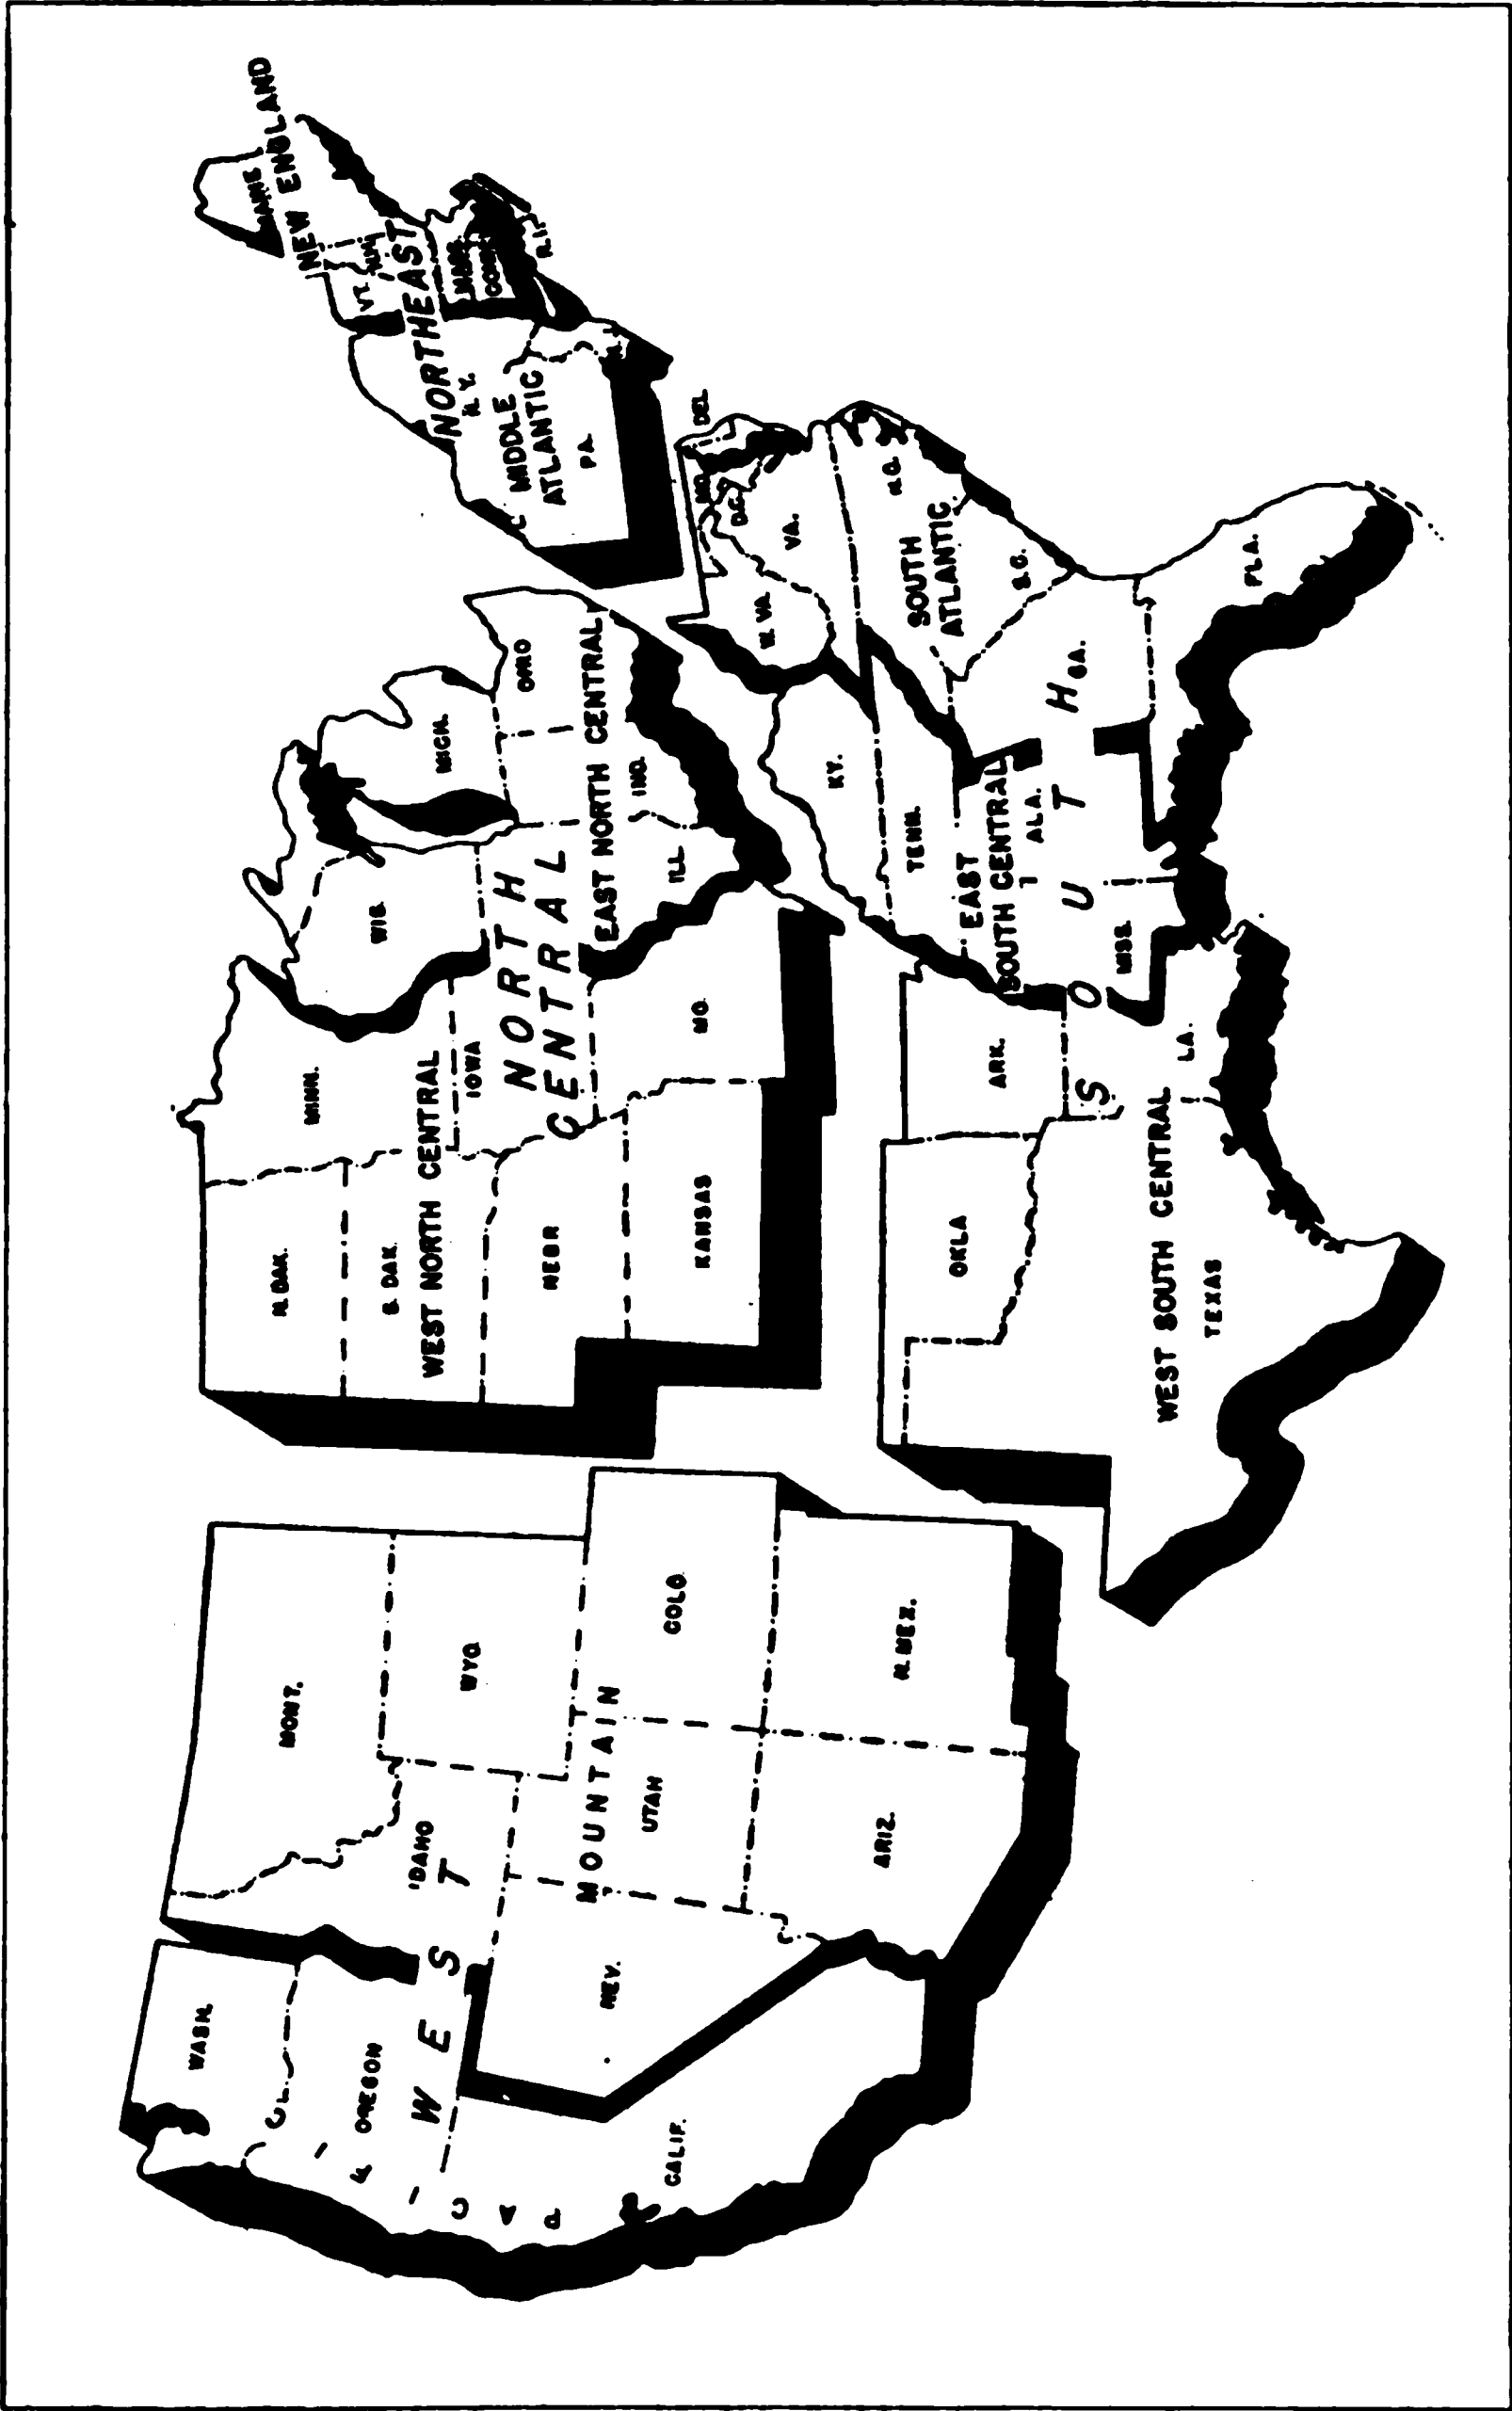 WEST
PACIFIC
WASH.
OREGON
CALIF.
MOUNTAIN
MONT.
IDAHO
WYO
NEV.
UTAH
COLO
ARIZ.
N. MEX.
NORTH
CENTRAL
WEST NORTH CENTRAL
N. DAK.
S. DAK.
NEBR
KANSAS
MINN.
IOWA
MO
EAST NORTH CENTRAL
WIS.
MICH.
ILL
IND.
OHIO
SOUTH
WEST SOUTH CENTRAL
OKLA
TEXAS
ARK.
LA.
EAST
SOUTH CENTRAL
KY.
TENN.
MISS.
ALA.
SOUTH
ATLANTIC
W. VA.
MD
D.C.
DEL
VA.
S.C.
GA.
FLA.
NORTHEAST
MIDDLE
ATLANTIC
N. Y.
PA.
NEW ENGLAND
MAINE
VT.
R.I.